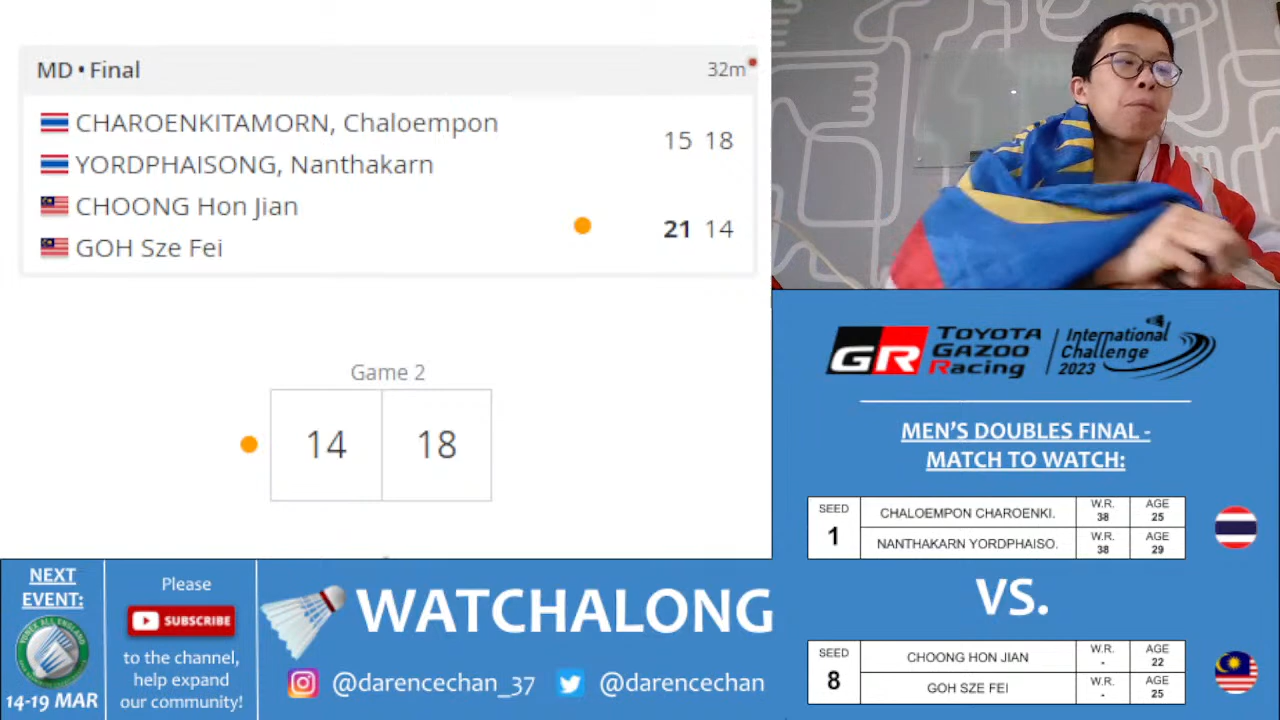 MD • Final 32m
CHAROENKITAMORN, Chaloempon
15 18
YORDPHAISONG, Nanthakarn
CHOONG Hon Jian
21 14
GOH Sze Fei
Game 2
14 18
GR TOYOTA GAZOO Racing
International Challenge 2023
MEN'S DOUBLES FINAL -
MATCH TO WATCH:
SEED 1
CHALOEMPON CHAROENKI. W.R. 38 AGE 25
NANTHAKARN YORDPHAISO. W.R. 38 AGE 29
VS.
SEED 8
CHOONG HON JIAN W.R. - AGE 22
GOH SZE FEI W.R. - AGE 25
NEXT
EVENT:
YONEX ALL ENGLAND
14-19 MAR
Please
SUBSCRIBE
to the channel,
help expand
our community!
WATCHALONG
@darencechan_37 @darencechan